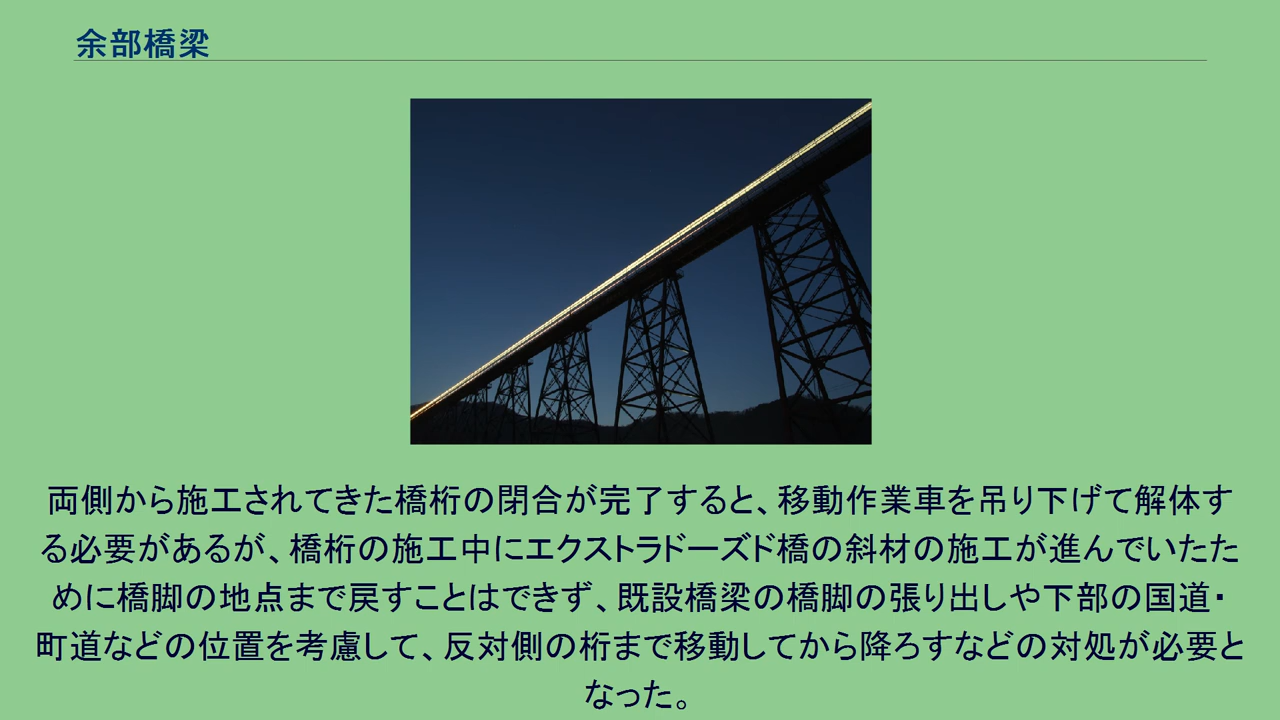 余部橋梁
両側から施工されてきた橋桁の閉合が完了すると、移動作業車を吊り下げて解体す
る必要があるが、橋桁の施工中にエクストラドーズド橋の斜材の施工が進んでいたた
めに橋脚の地点まで戻すことはできず、既設橋梁の橋脚の張り出しや下部の国道・
町道などの位置を考慮して、反対側の桁まで移動してから降ろすなどの対処が必要と
なった。